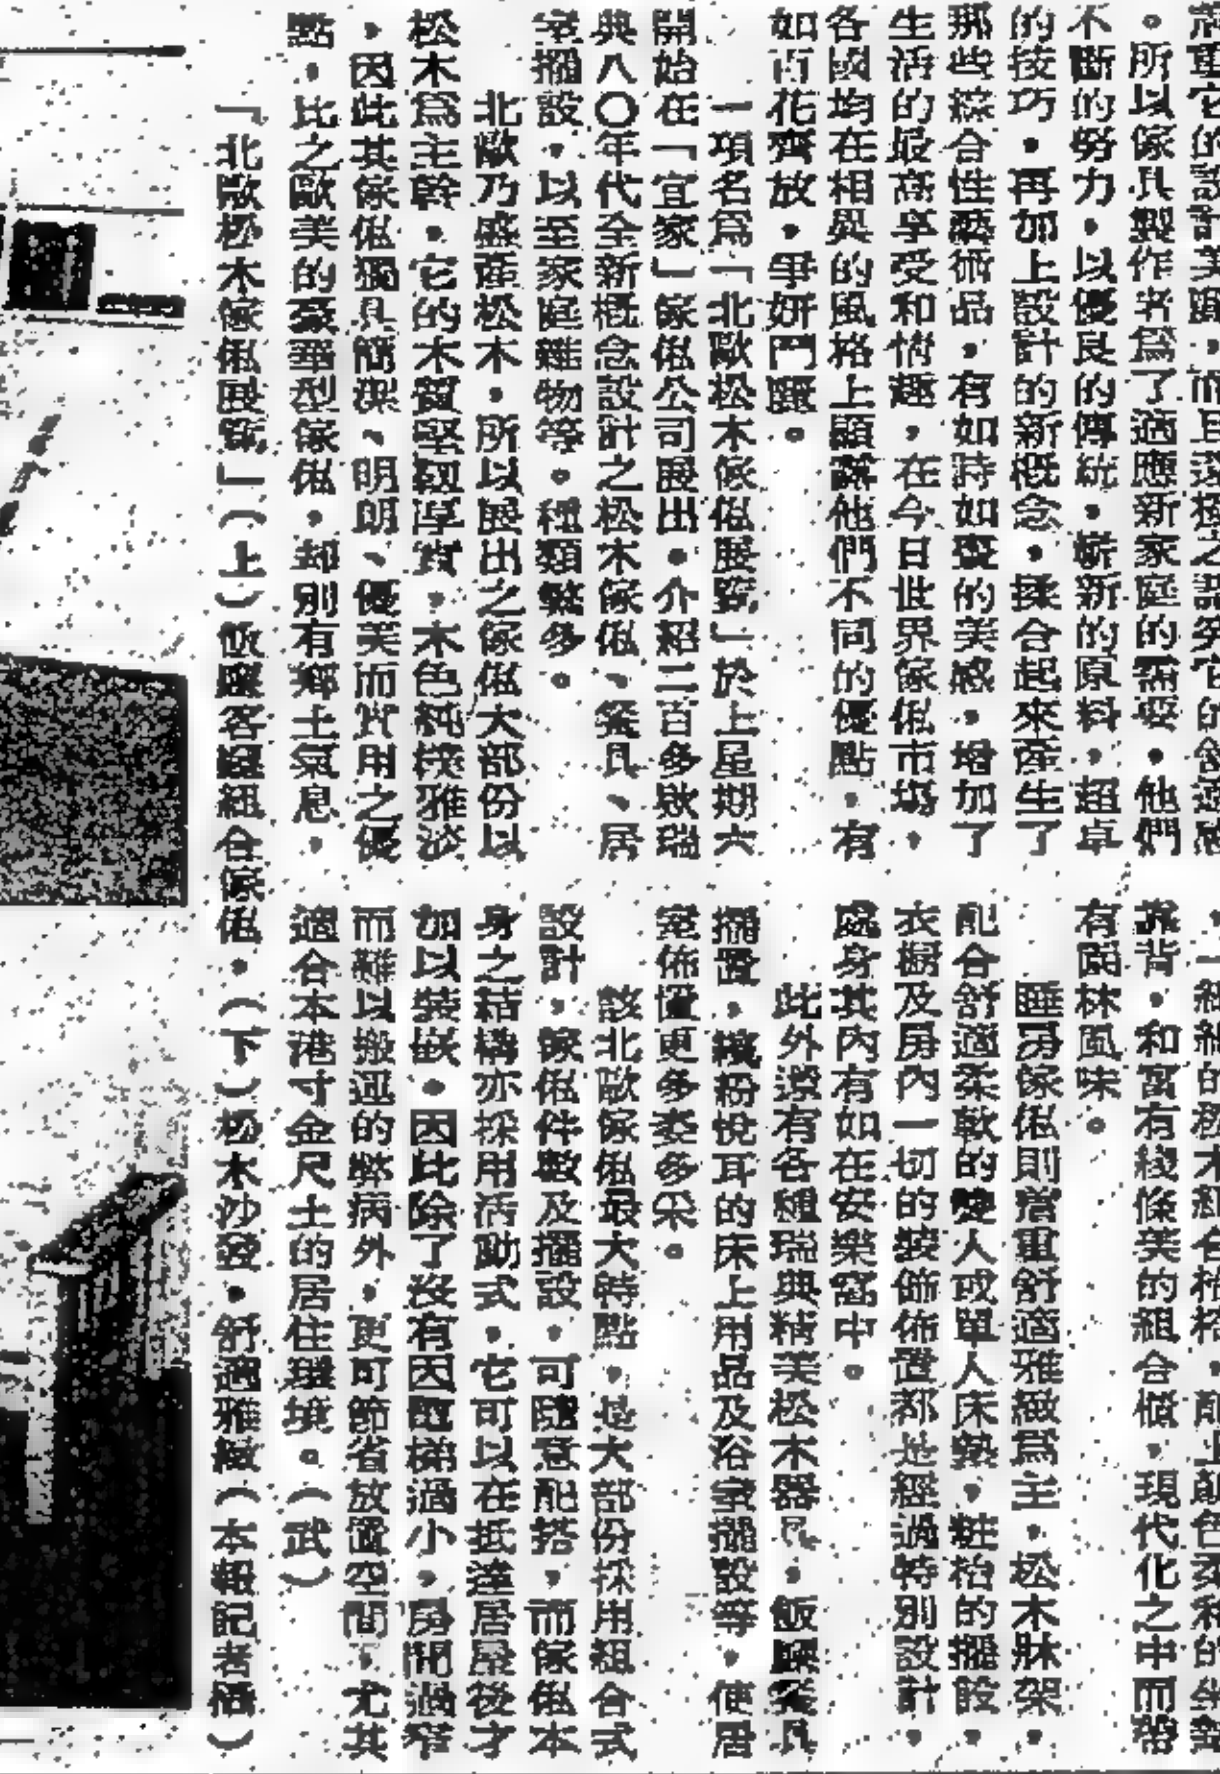 。所以傢具製作者爲了適應新家庭的需要,他們
不斷的努力,以優良的傳統,嶄新的原料,超卓
的技巧,再加上設計的新概念,揉合起來產生了
那些綜合性藝術品,有如時如變的美感,增加了
生活的最高享受和情趣,在今日世界傢俬市場,
各國均在相異的風格上顯露他們不同的優點,有
如百花齊放,爭妍鬥麗。
一項名爲「北歐松木傢俬展覽」於上星期六
開始在「宜家」傢俬公司展出。介紹二百多款瑞
典八〇年代全新概念設計之松木傢俬、餐具、居
室擺設,以至家庭雜物等。種類繁多。
北歐乃盛產松木,所以展出之傢俬大部份以
松木爲主幹,它的木質堅韌厚實,木色純樸雅淡
,因此其傢俬獨具簡潔、明朗、優美而實用之優
點,比之歐美的豪華型傢俬,却別有鄉土氣息,
靠背,和富有綫條美的組合櫃,現代化之中而略
有園林風味。
睡房傢俬則着重舒適雅緻爲主,松木牀架,
配合舒適柔軟的雙人或單人床墊,粧枱的擺設,
衣櫥及房內一切的裝飾佈置都是經過特別設計,
處身其內有如在安樂窩中。
此外還有各種瑞典精美松木器具,飯廳餐具
擺置,繽紛悅耳的床上用品及浴室擺設等,使居
室佈置更多姿多采。
該北歐傢俬最大特點,是大部份採用組合式
設計,傢俬件數及擺設,可隨意配搭,而傢俬本
身之結構亦採用活動式,它可以在抵達居屋後才
加以裝嵌。因此除了沒有因電梯過小,房間過窄
而難以搬運的弊病外,更可節省放置空間,尤其
適合本港寸金尺土的居住環境。(武)
「北歐松木傢俬展覽」(上)飯廳客廳組合傢俬。(下)松木沙發,舒適雅緻(本報記者攝)